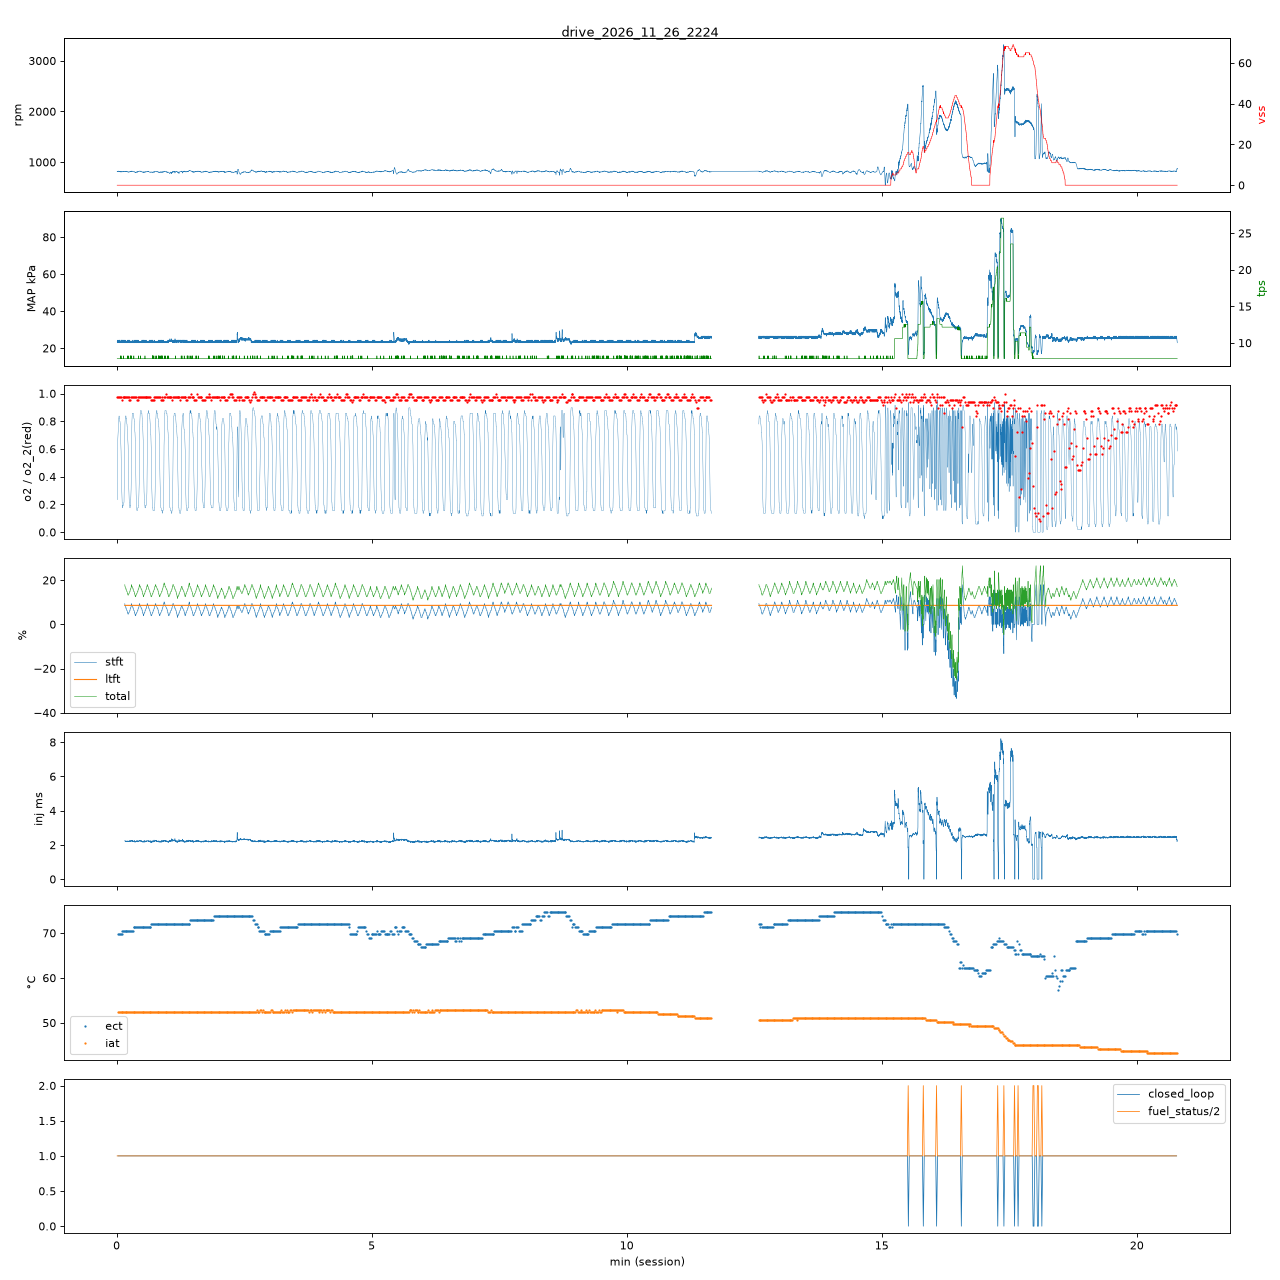 drive_2026_11_26_2224
3000
2000
1000
rpm
60
40
20
0
vss
80
60
40
20
MAP kPa
25
20
15
10
tps
1.0
0.8
0.6
0.4
0.2
0.0
o2 / o2_2(red)
20
0
−20
−40
%
stft
ltft
total
8
6
4
2
0
inj ms
70
60
50
°C
ect
iat
2.0
1.5
1.0
0.5
0.0
closed_loop
fuel_status/2
0
5
10
15
20
min (session)